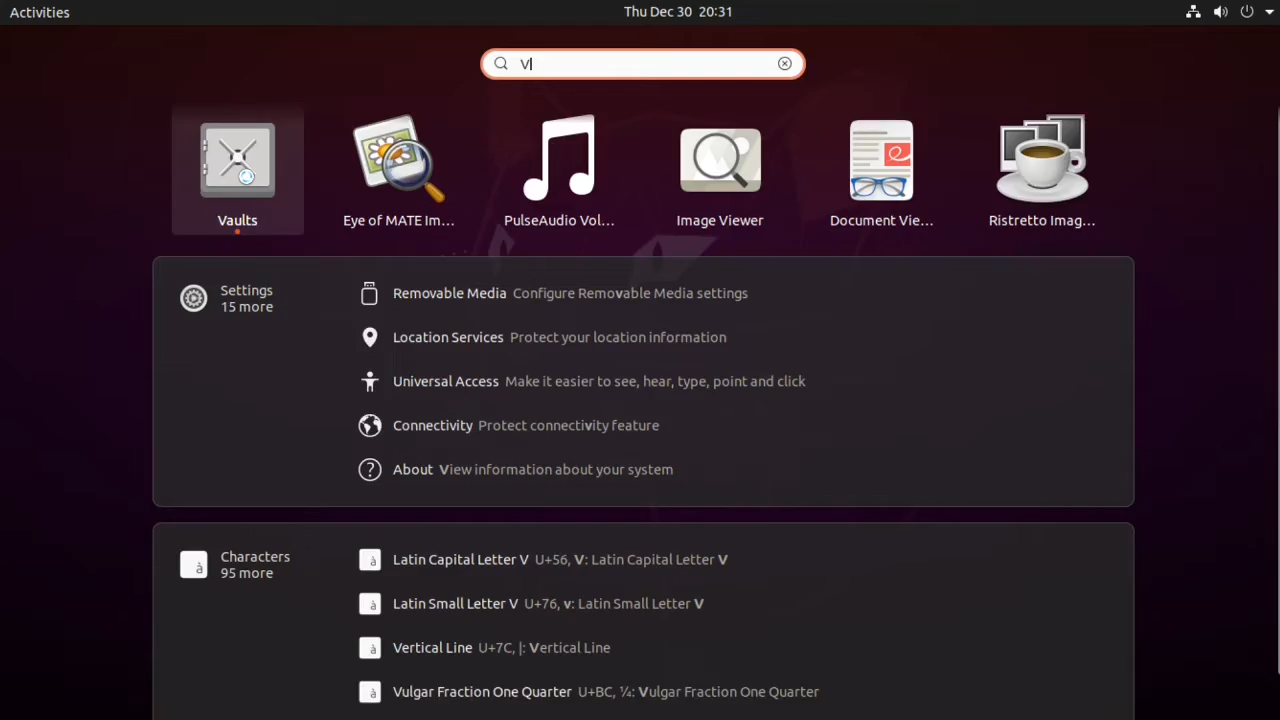 Activities
Thu Dec 30 20:31
V
Vaults
Eye of MATE Im...
PulseAudio Vol...
Image Viewer
Document Vie...
Ristretto Imag...
Settings
15 more
Removable Media Configure Removable Media settings
Location Services Protect your location information
Universal Access Make it easier to see, hear, type, point and click
Connectivity Protect connectivity feature
About View information about your system
Characters
95 more
Latin Capital Letter V U+56, V: Latin Capital Letter V
Latin Small Letter V U+76, v: Latin Small Letter V
Vertical Line U+7C, |: Vertical Line
Vulgar Fraction One Quarter U+BC, ¼: Vulgar Fraction One Quarter